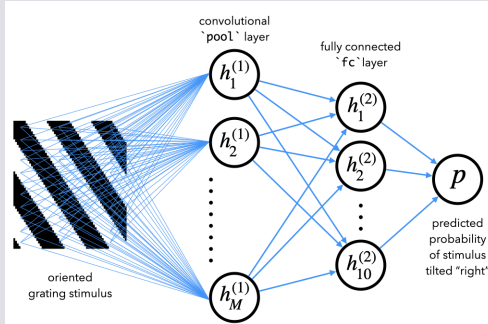 convolutional
`pool` layer
fully connected
`fc` layer
h₁⁽¹⁾
h₂⁽¹⁾
h_M⁽¹⁾
h₁⁽²⁾
h₂⁽²⁾
h₁₀⁽²⁾
p
oriented
grating stimulus
predicted
probability
of stimulus
tilted "right"